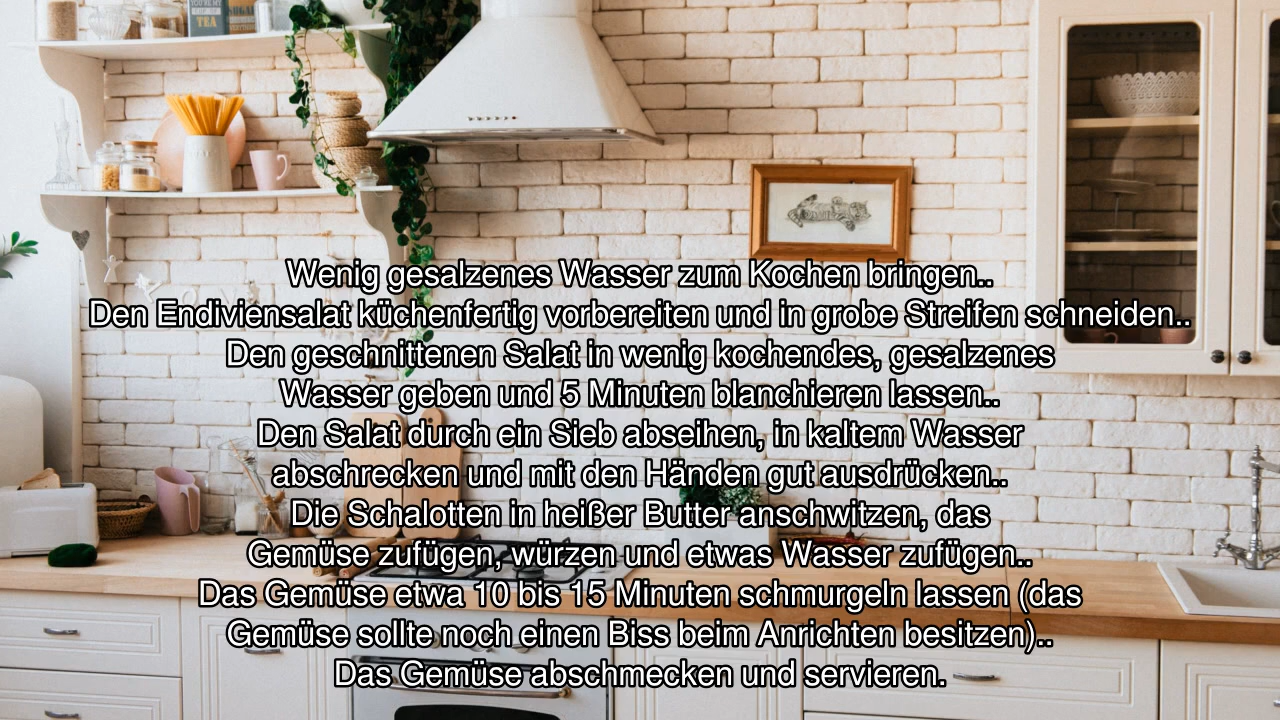 TEA
Wenig gesalzenes Wasser zum Kochen bringen..
Den Endiviensalat küchenfertig vorbereiten und in grobe Streifen schneiden..
Den geschnittenen Salat in wenig kochendes, gesalzenes
Wasser geben und 5 Minuten blanchieren lassen..
Den Salat durch ein Sieb abseihen, in kaltem Wasser
abschrecken und mit den Händen gut ausdrücken..
Die Schalotten in heißer Butter anschwitzen, das
Gemüse zufügen, würzen und etwas Wasser zufügen..
Das Gemüse etwa 10 bis 15 Minuten schmurgeln lassen (das
Gemüse sollte noch einen Biss beim Anrichten besitzen)..
Das Gemüse abschmecken und servieren.